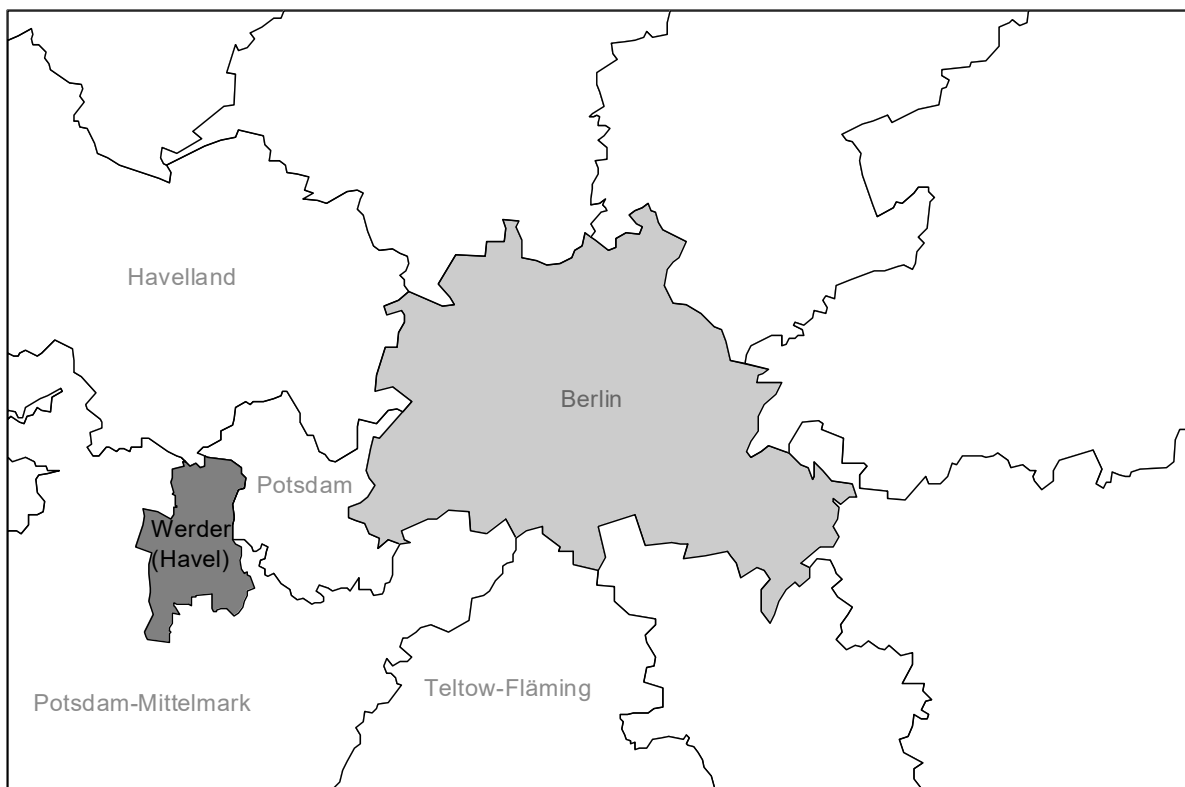 Havelland
Berlin
Potsdam
Werder
(Havel)
Potsdam-Mittelmark
Teltow-Fläming